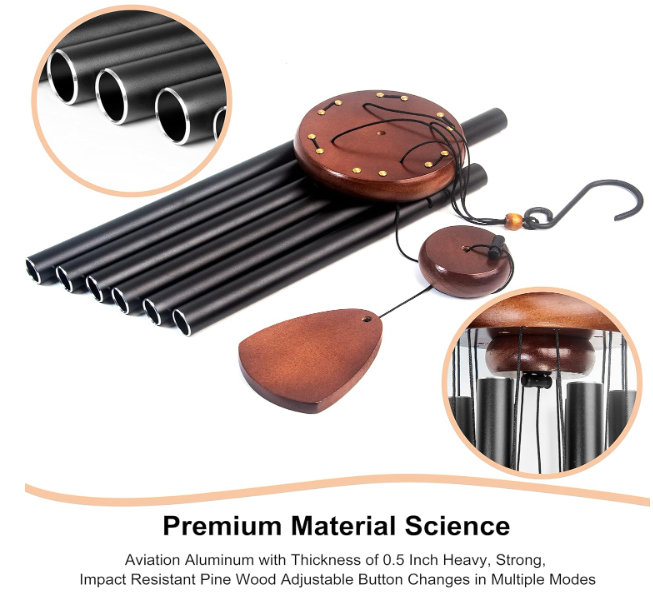 Premium Material Science
Aviation Aluminum with Thickness of 0.5 Inch Heavy, Strong,
Impact Resistant Pine Wood Adjustable Button Changes in Multiple Modes